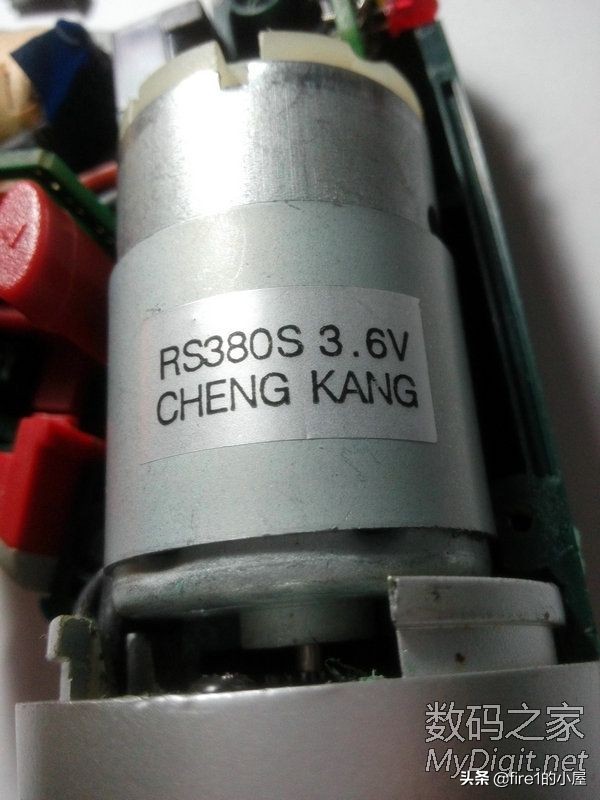 RS380S 3.6V
CHENG KANG
数码之家
MyDigit.net
头条 @fire1的小屋